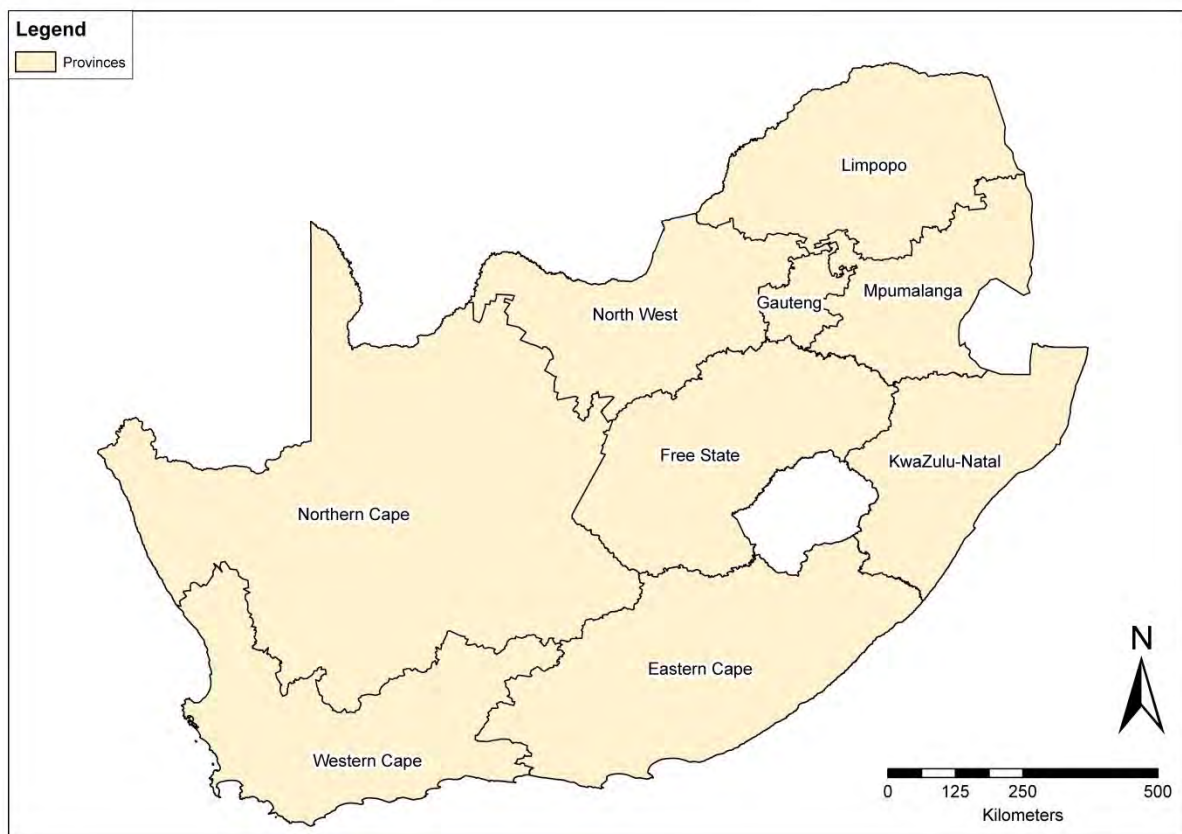 Legend
Provinces
Limpopo
Mpumalanga
Gauteng
North West
Free State
KwaZulu-Natal
Northern Cape
Eastern Cape
Western Cape
N
0 125 250 500
Kilometers